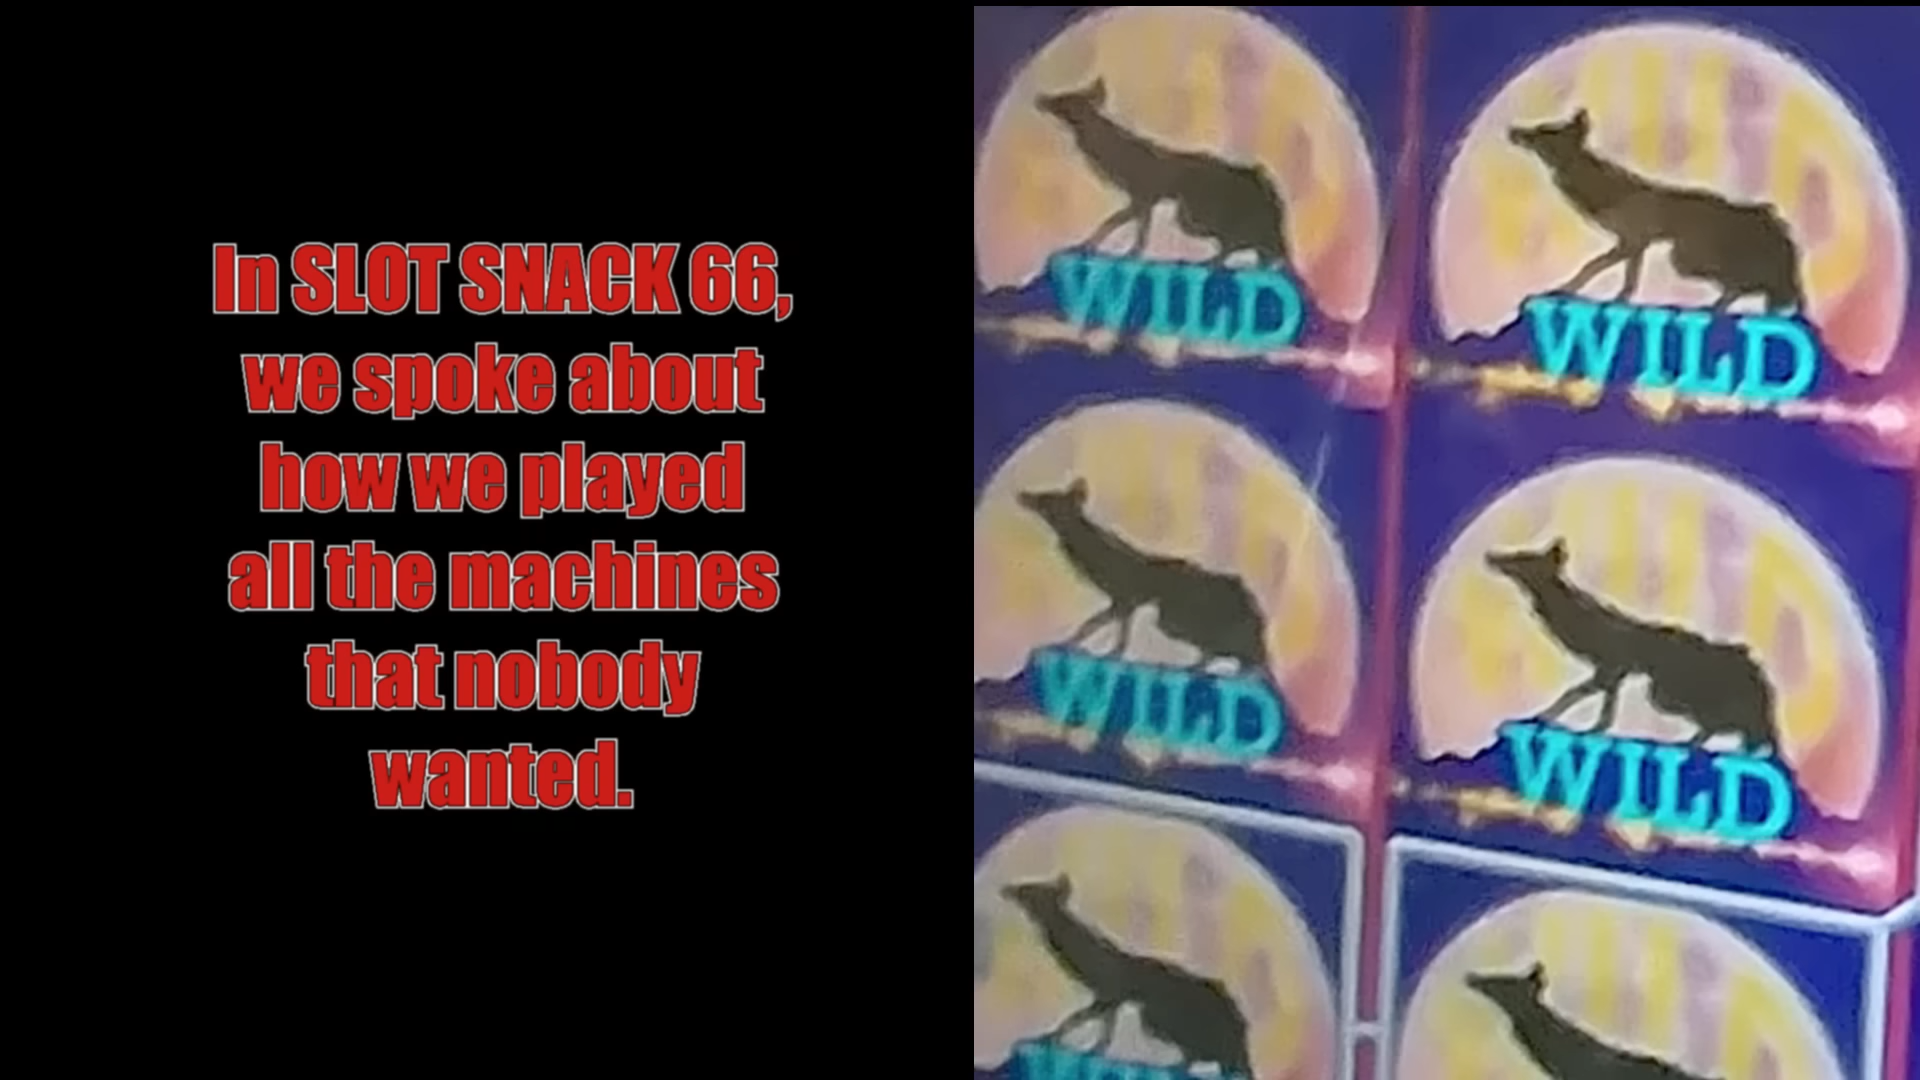 In SLOT SNACK 66,
we spoke about
how we played
all the machines
that nobody
wanted.
WILD
WILD
WILD
WILD
WILD